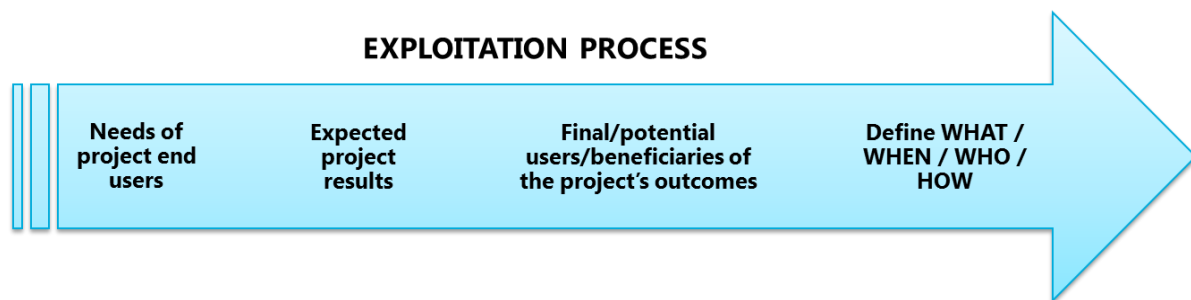 EXPLOITATION PROCESS
Needs of
project end
users
Expected
project
results
Final/potential
users/beneficiaries of
the project's outcomes
Define WHAT /
WHEN / WHO /
HOW